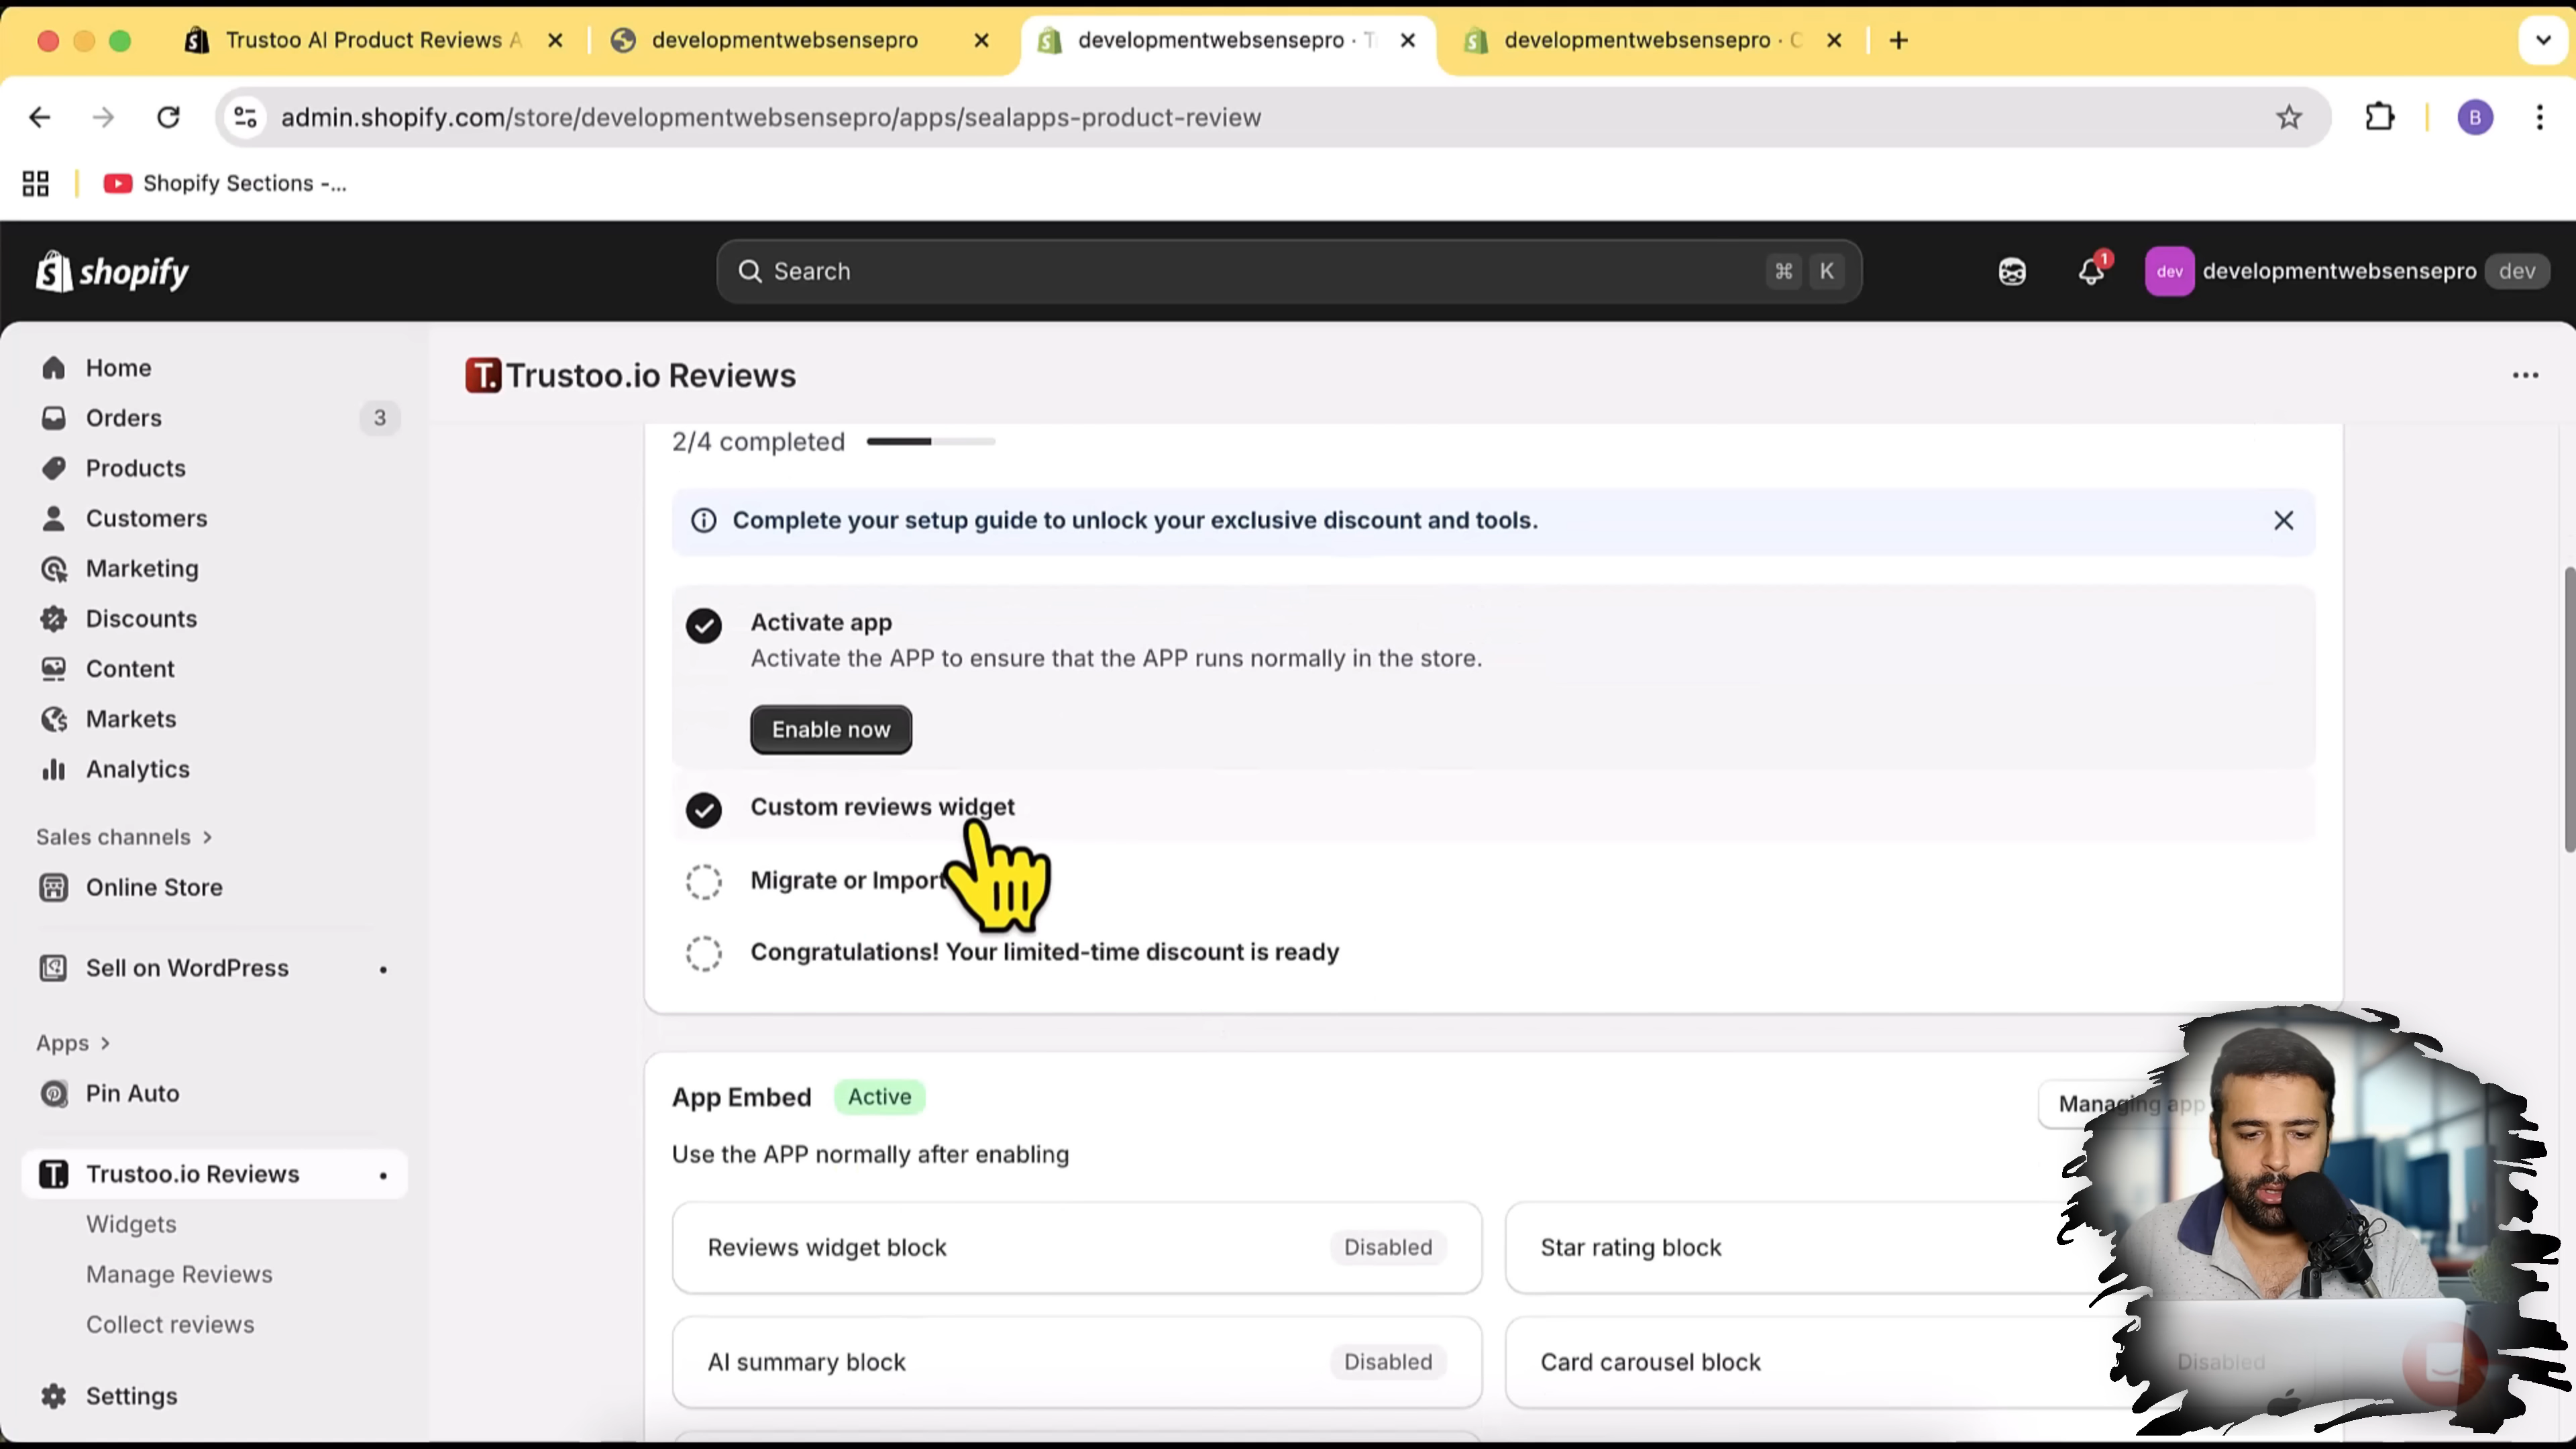 Trustoo AI Product Reviews A
developmentwebsensepro
developmentwebsensepro · T
developmentwebsensepro · C
admin.shopify.com/store/developmentwebsensepro/apps/sealapps-product-review
B
Shopify Sections -...
shopify
Search
⌘ K
1
dev
developmentwebsensepro
dev
Home
Orders
3
Products
Customers
Marketing
Discounts
Content
Markets
Analytics
Sales channels
Online Store
Sell on WordPress
Apps
Pin Auto
Trustoo.io Reviews
Widgets
Manage Reviews
Collect reviews
Settings
T. Trustoo.io Reviews
2/4 completed
Complete your setup guide to unlock your exclusive discount and tools.
Activate app
Activate the APP to ensure that the APP runs normally in the store.
Enable now
Custom reviews widget
Migrate or Import
Congratulations! Your limited-time discount is ready
App Embed
Active
Managing app
Use the APP normally after enabling
Reviews widget block
Disabled
Star rating block
AI summary block
Disabled
Card carousel block
Disabled